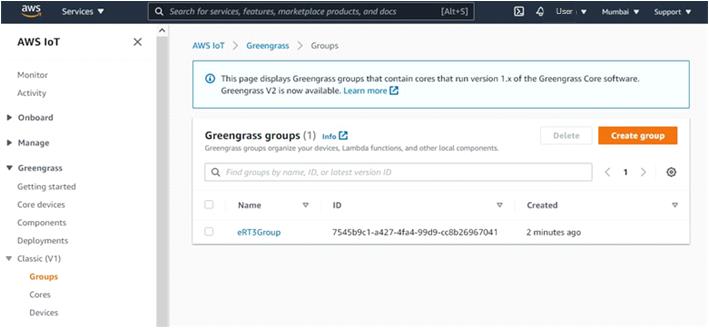 aws Services Search for services, features, marketplace products, and docs [Alt+S] User Mumbai Support
AWS IoT
Monitor
Activity
Onboard
Manage
Greengrass
Getting started
Core devices
Components
Deployments
Classic (V1)
Groups
Cores
Devices
AWS IoT > Greengrass > Groups
This page displays Greengrass groups that contain cores that run version 1.x of the Greengrass Core software.
Greengrass V2 is now available. Learn more
Greengrass groups (1) Info Delete Create group
Greengrass groups organize your devices, Lambda functions, and other local components.
Find groups by name, ID, or latest version ID 1
Name ID Created
eRT3Group 7545b9c1-a427-4fa4-99d9-cc8b26967041 2 minutes ago